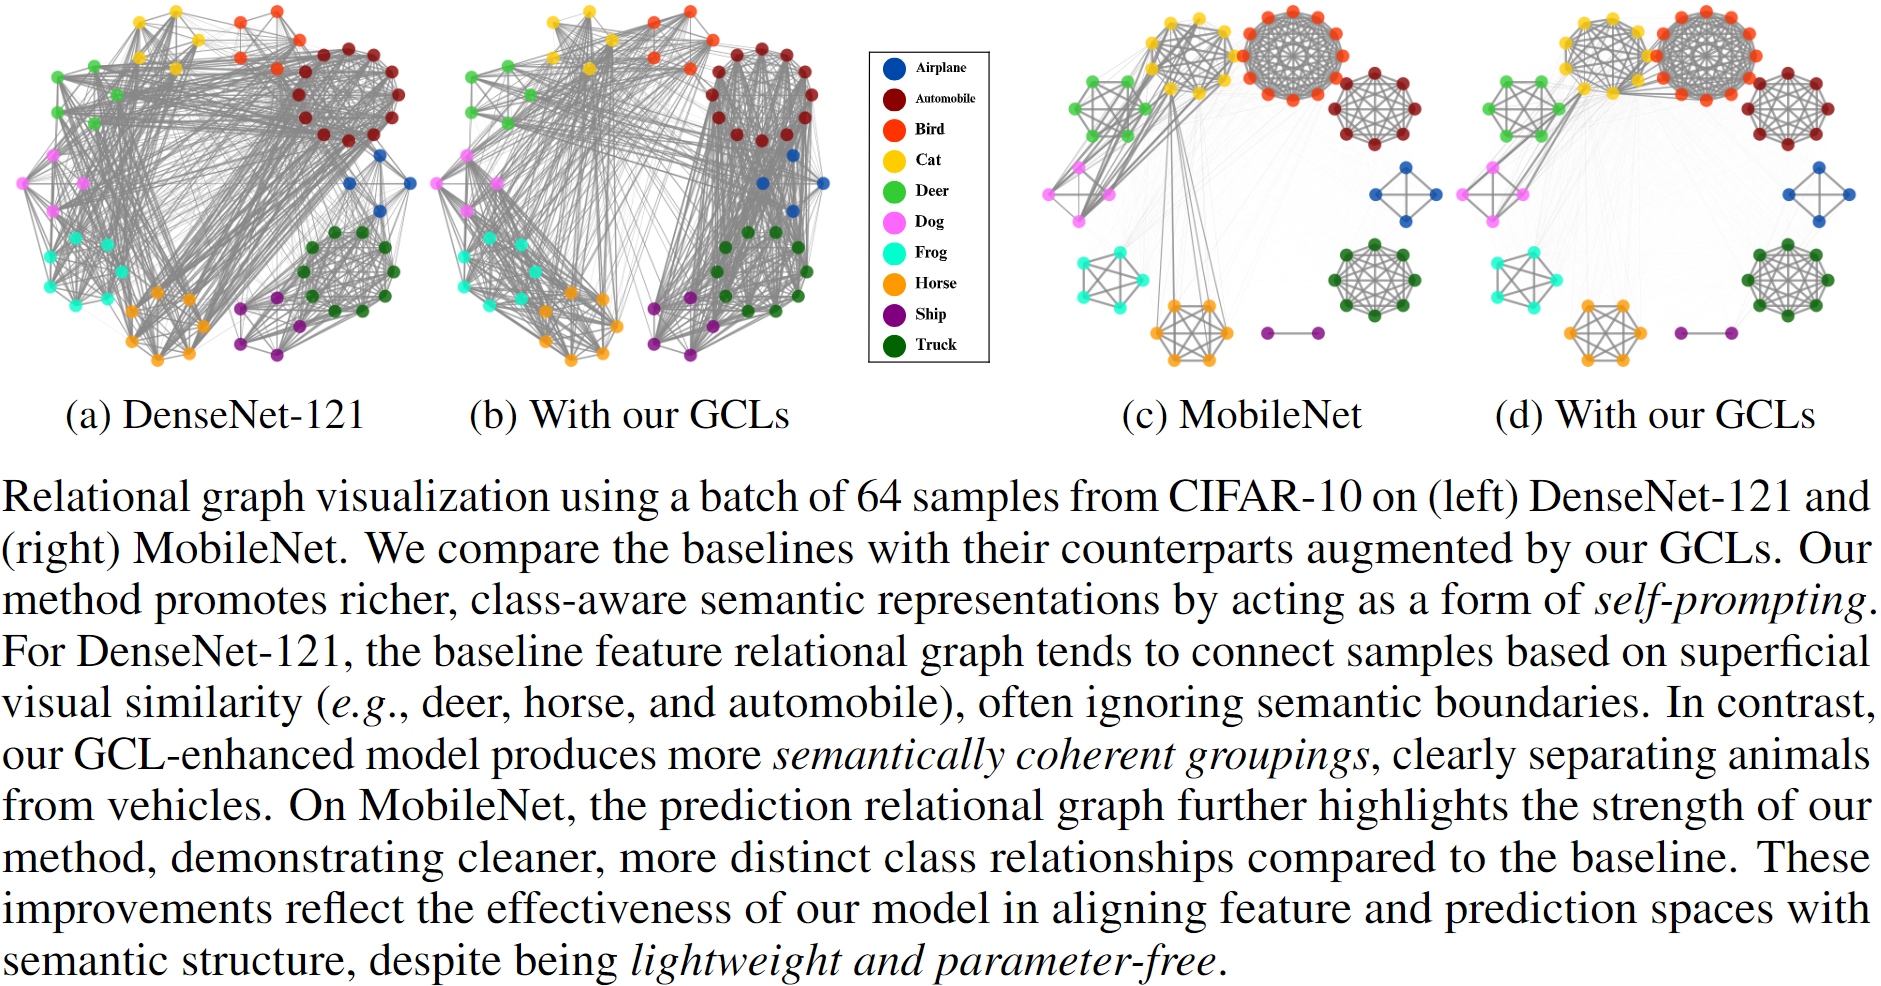 Airplane
Automobile
Bird
Cat
Deer
Dog
Frog
Horse
Ship
Truck
(a) DenseNet-121
(b) With our GCLs
(c) MobileNet
(d) With our GCLs
Relational graph visualization using a batch of 64 samples from CIFAR-10 on (left) DenseNet-121 and
(right) MobileNet. We compare the baselines with their counterparts augmented by our GCLs. Our
method promotes richer, class-aware semantic representations by acting as a form of self-prompting.
For DenseNet-121, the baseline feature relational graph tends to connect samples based on superficial
visual similarity (e.g., deer, horse, and automobile), often ignoring semantic boundaries. In contrast,
our GCL-enhanced model produces more semantically coherent groupings, clearly separating animals
from vehicles. On MobileNet, the prediction relational graph further highlights the strength of our
method, demonstrating cleaner, more distinct class relationships compared to the baseline. These
improvements reflect the effectiveness of our model in aligning feature and prediction spaces with
semantic structure, despite being lightweight and parameter-free.